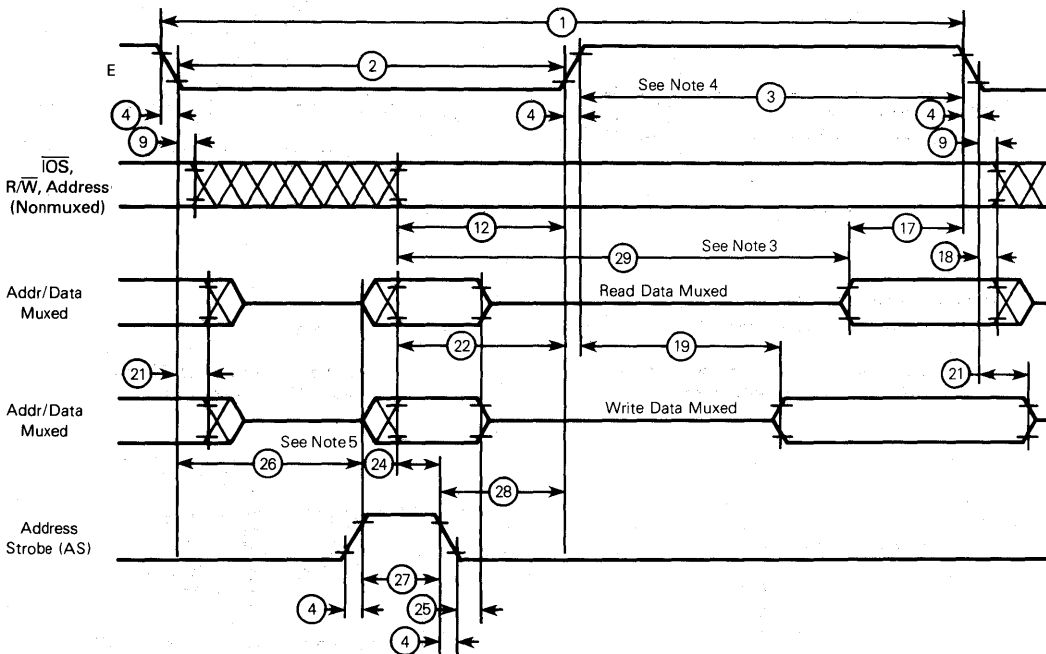 1
E
2
See Note 4
3
4
4
4
9
9
I̅O̅S̅,
R/W̅, Address
(Nonmuxed)
12
17
29
See Note 3
18
Addr/Data
Muxed
Read Data Muxed
22
19
21
21
Addr/Data
Muxed
Write Data Muxed
See Note 5
26
24
28
Address
Strobe (AS)
27
4
25
4